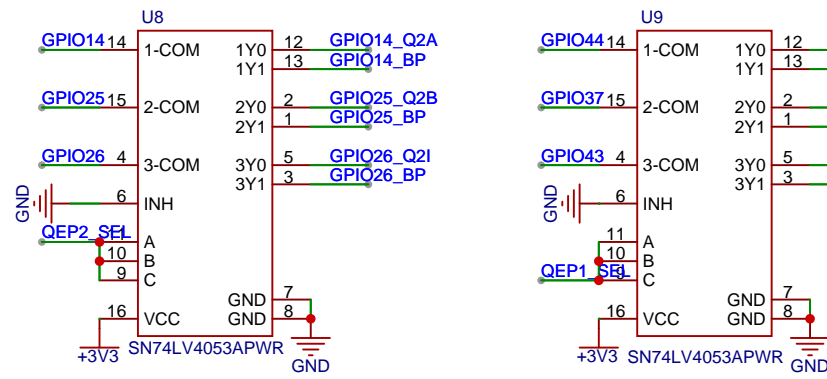 U8
GPIO14 14 1-COM 1Y0 12 GPIO14_Q2A
1Y1 13 GPIO14_BP
GPIO25 15 2-COM 2Y0 2 GPIO25_Q2B
2Y1 1 GPIO25_BP
GPIO26 4 3-COM 3Y0 5 GPIO26_Q2I
3Y1 3 GPIO26_BP
GND 6 INH
QEP2_SEL 11 A
10 B
9 C
GND 7
16 VCC GND 8
+3V3 SN74LV4053APWR GND
U9
GPIO44 14 1-COM 1Y0 12
1Y1 13
GPIO37 15 2-COM 2Y0 2
2Y1 1
GPIO43 4 3-COM 3Y0 5
3Y1 3
GND 6 INH
11 A
10 B
QEP1_SEL 9 C
GND 7
16 VCC GND 8
+3V3 SN74LV4053APWR GND